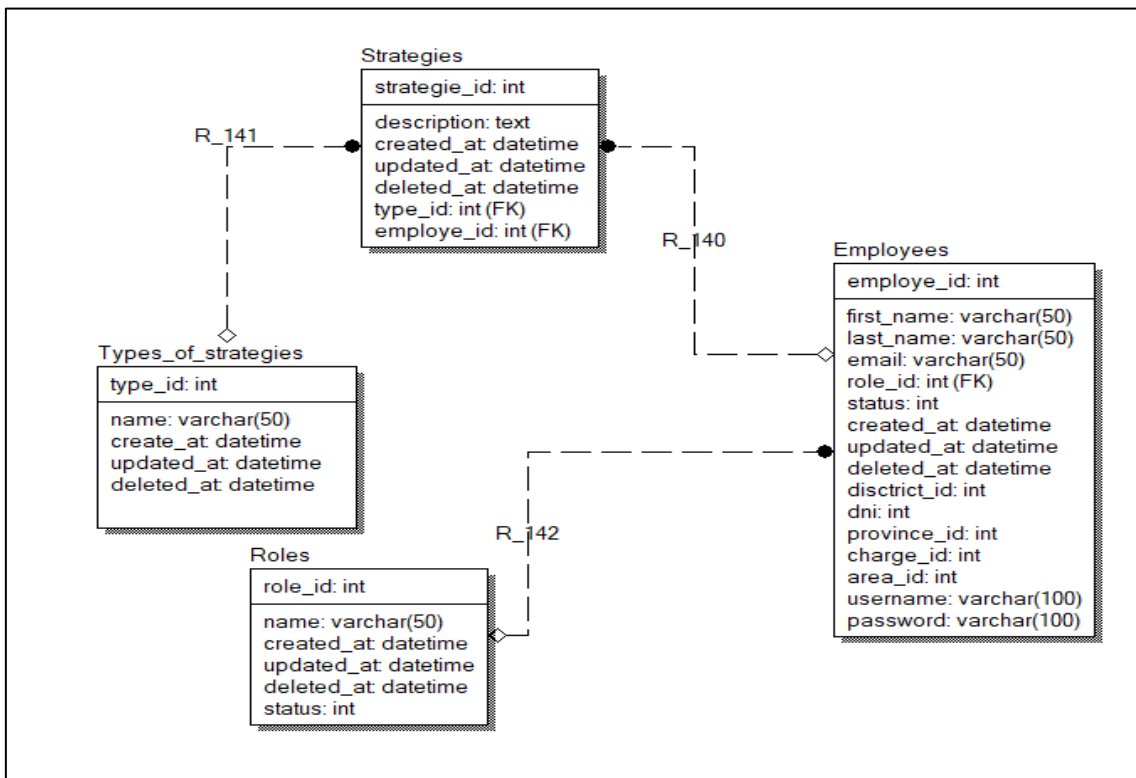 Strategies
strategie_id: int
description: text
created_at: datetime
updated_at: datetime
deleted_at: datetime
type_id: int (FK)
employe_id: int (FK)
R_141
R_140
Employees
employe_id: int
first_name: varchar(50)
last_name: varchar(50)
email: varchar(50)
role_id: int (FK)
status: int
created_at: datetime
updated_at: datetime
deleted_at: datetime
disctrict_id: int
dni: int
province_id: int
charge_id: int
area_id: int
username: varchar(100)
password: varchar(100)
Types_of_strategies
type_id: int
name: varchar(50)
create_at: datetime
updated_at: datetime
deleted_at: datetime
R_142
Roles
role_id: int
name: varchar(50)
created_at: datetime
updated_at: datetime
deleted_at: datetime
status: int